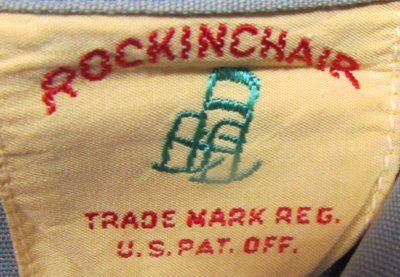 ROCKINCHAIR
TRADE MARK REG.
U.S. PAT. OFF.